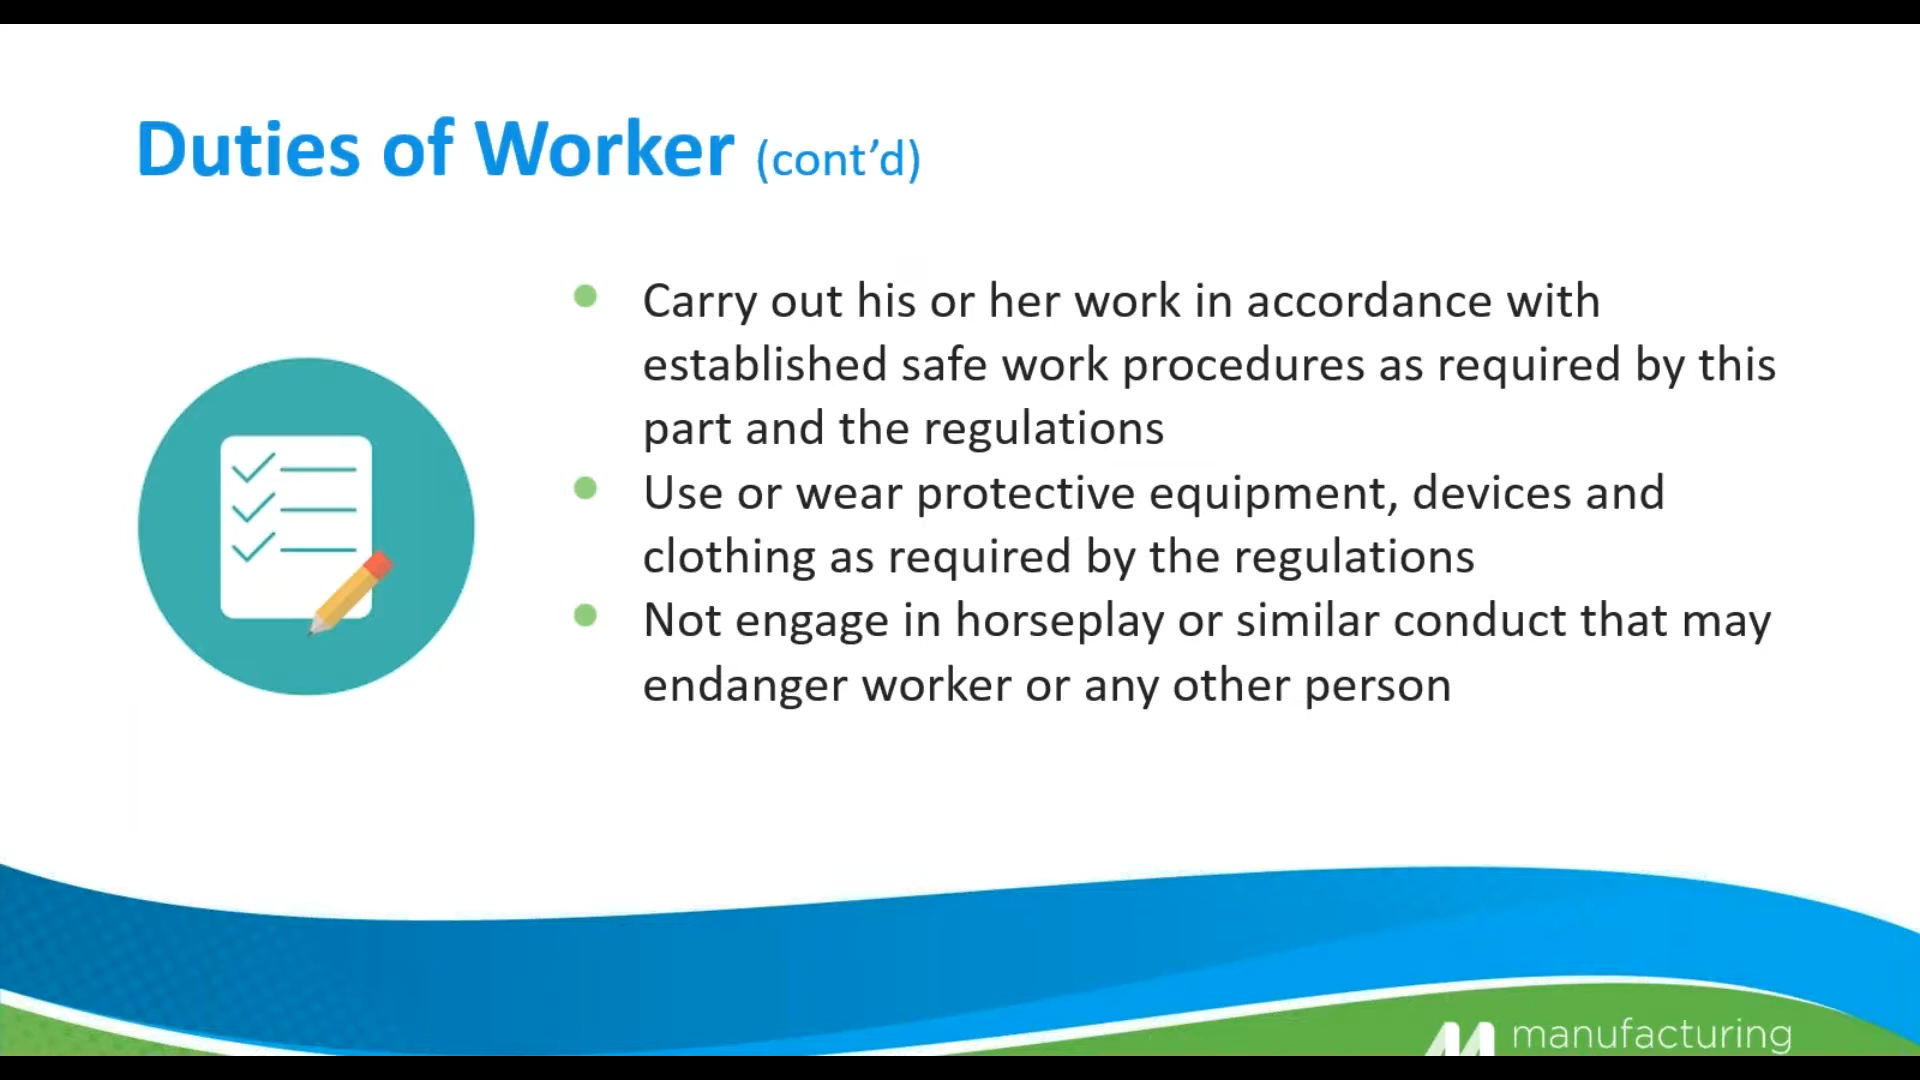 Duties of Worker (cont’d)
Carry out his or her work in accordance with
established safe work procedures as required by this
part and the regulations
Use or wear protective equipment, devices and
clothing as required by the regulations
Not engage in horseplay or similar conduct that may
endanger worker or any other person
manufacturing